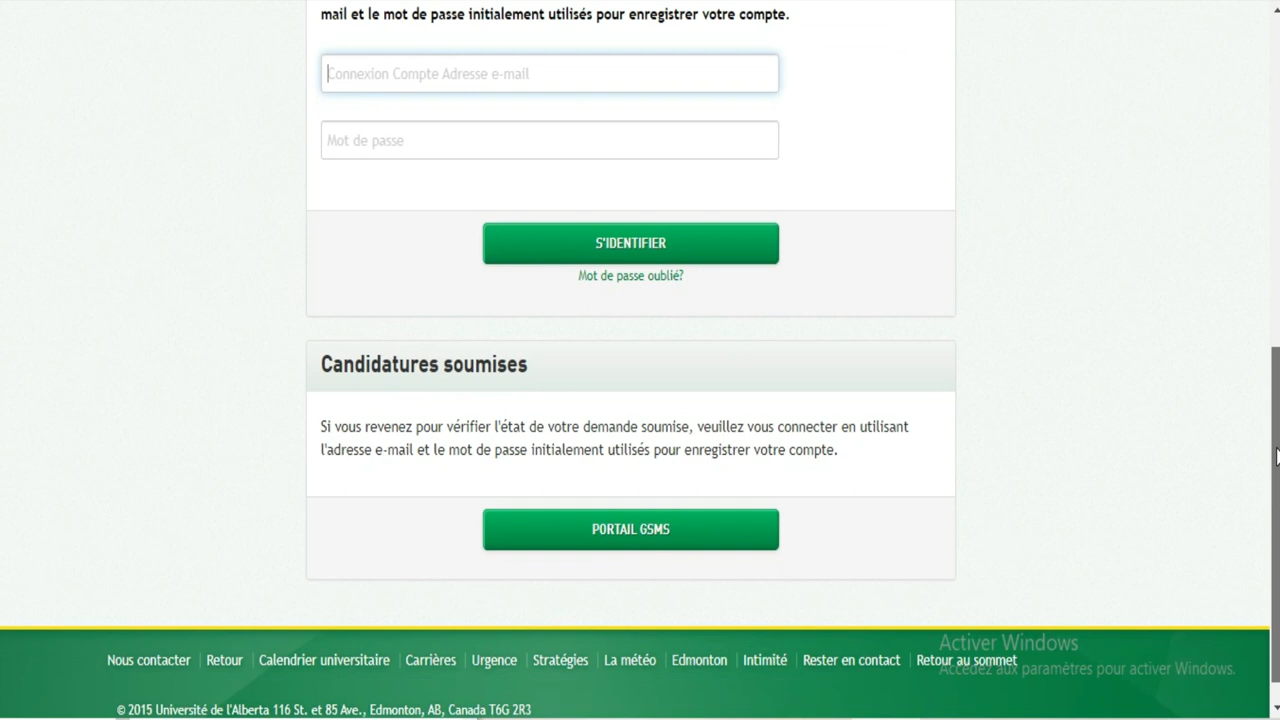 mail et le mot de passe initialement utilisés pour enregistrer votre compte.
Connexion Compte Adresse e-mail
Mot de passe
S'IDENTIFIER
Mot de passe oublié?
Candidatures soumises
Si vous revenez pour vérifier l'état de votre demande soumise, veuillez vous connecter en utilisant
l'adresse e-mail et le mot de passe initialement utilisés pour enregistrer votre compte.
PORTAIL GSMS
Activer Windows
Accédez aux paramètres pour activer Windows.
Nous contacter Retour Calendrier universitaire Carrières Urgence Stratégies La météo Edmonton Intimité Rester en contact Retour au sommet
© 2015 Université de l'Alberta 116 St. et 85 Ave., Edmonton, AB, Canada T6G 2R3